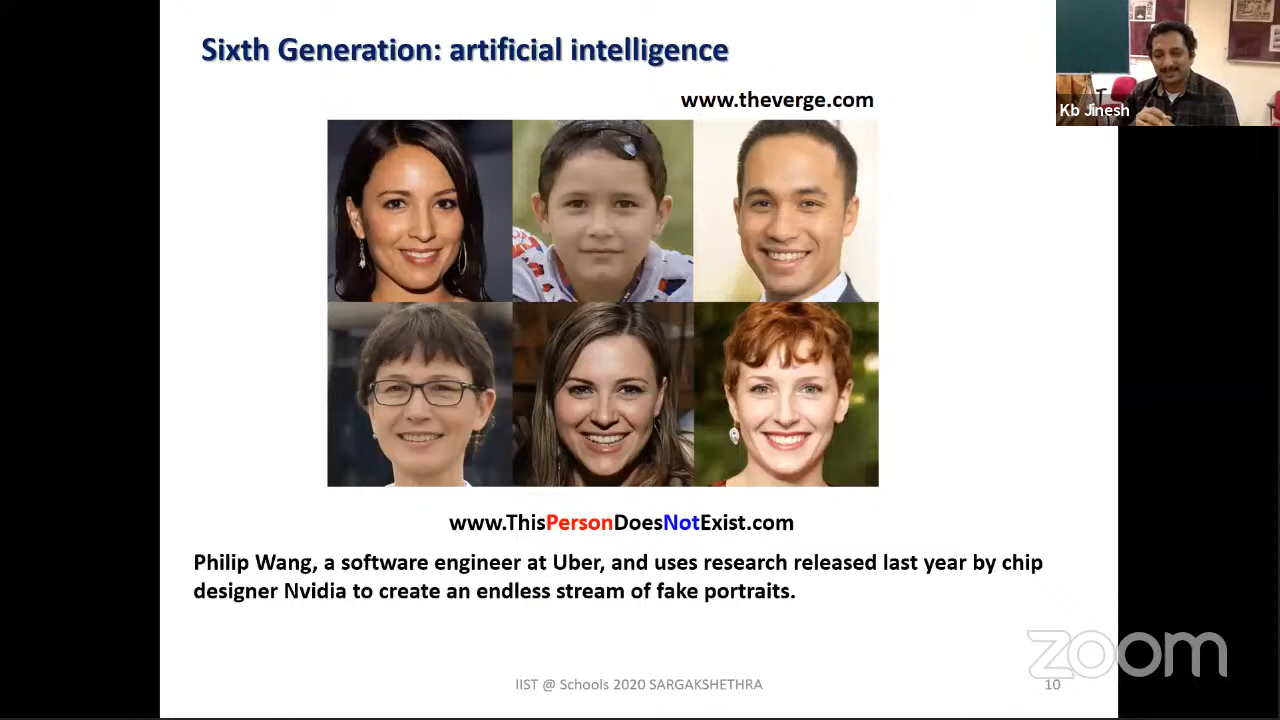 Sixth Generation: artificial intelligence
www.theverge.com
Kb Jinesh
www.ThisPersonDoesNotExist.com
Philip Wang, a software engineer at Uber, and uses research released last year by chip
designer Nvidia to create an endless stream of fake portraits.
zoom
IIST @ Schools 2020 SARGAKSHETHRA
10